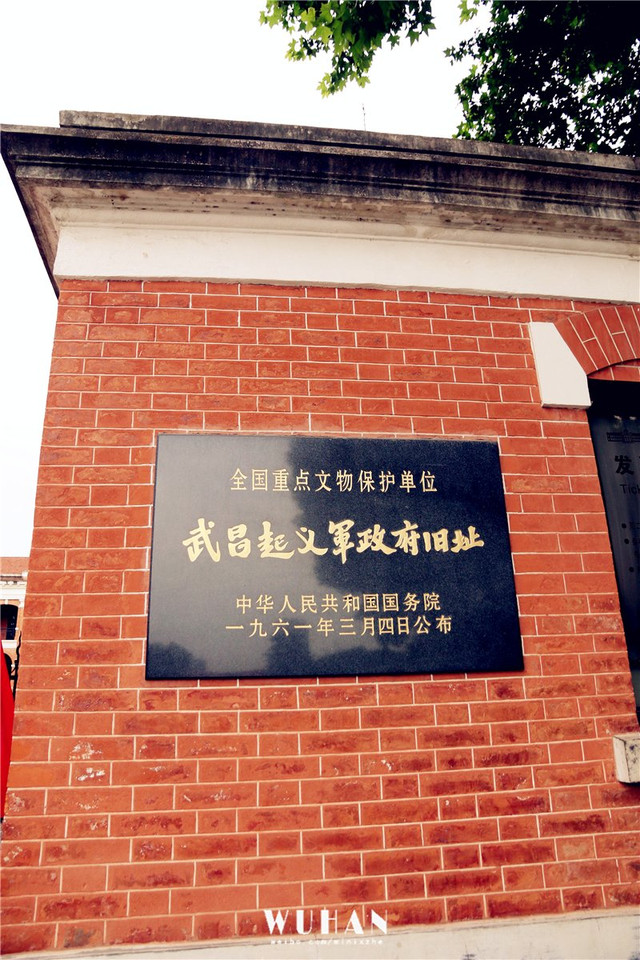 全国重点文物保护单位
武昌起义軍政府旧址
中华人民共和国国务院
一九六一年三月四日公布
发
WUHAN